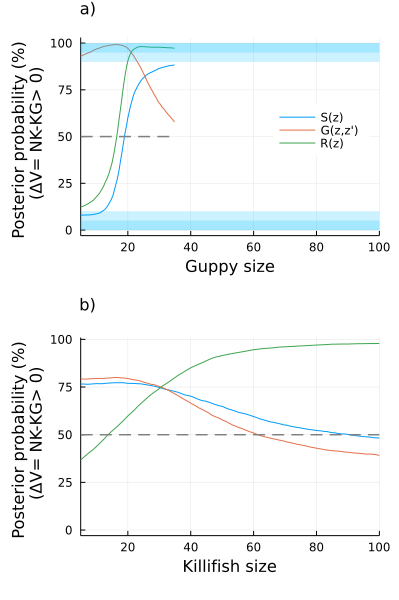 a)
Posterior probability (%)
(ΔV= NK-KG> 0)
100
75
50
25
0
S(z)
G(z,z')
R(z)
20
40
60
80
100
Guppy size
b)
Posterior probability (%)
(ΔV= NK-KG> 0)
100
75
50
25
0
20
40
60
80
100
Killifish size